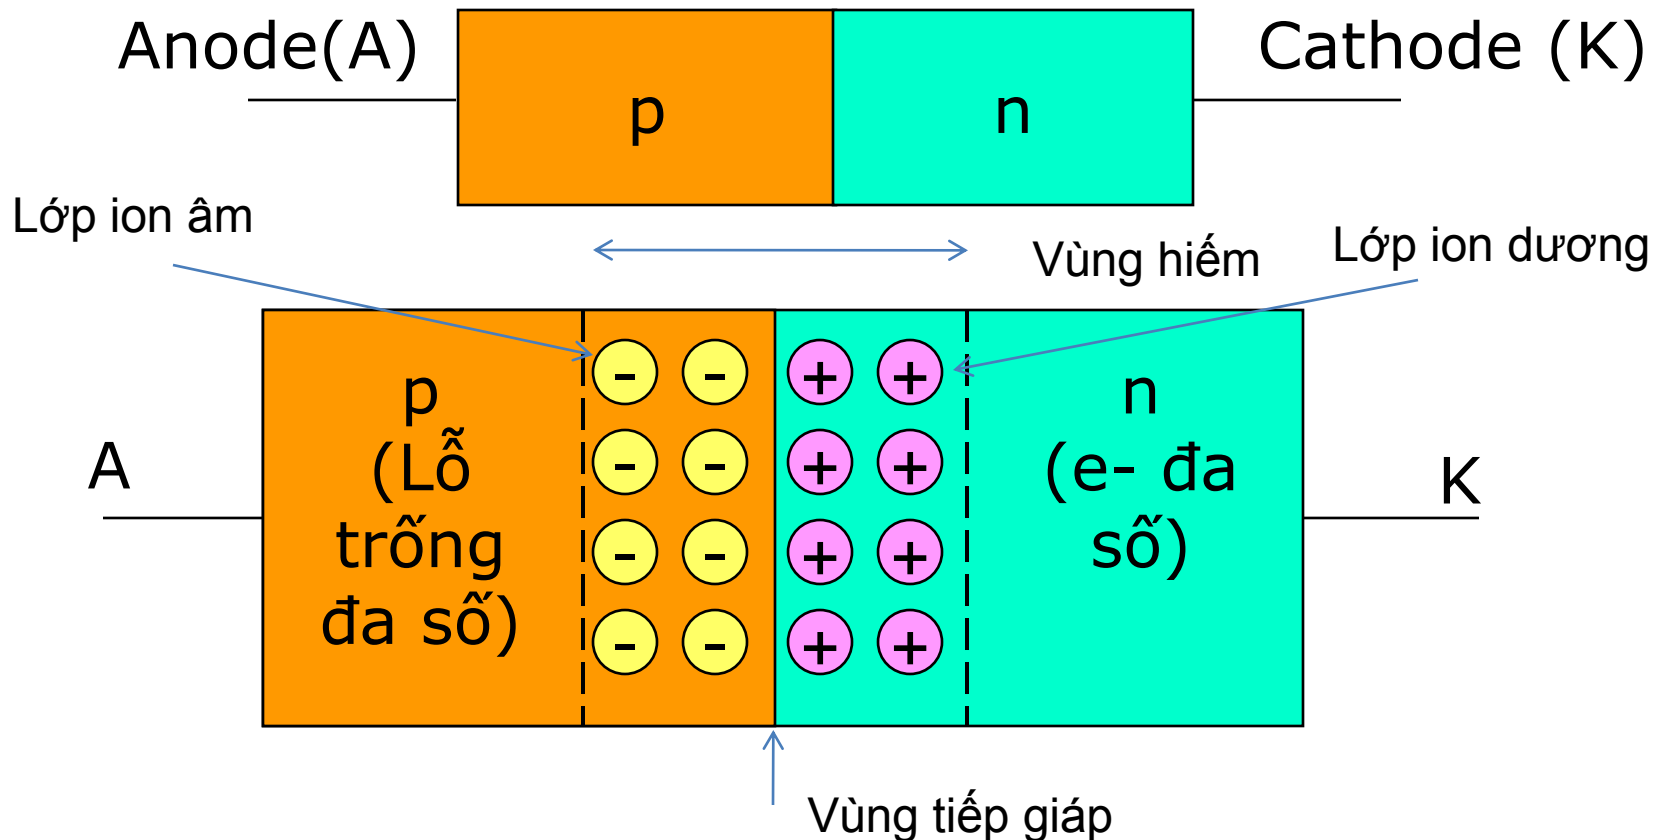 Anode(A)
Cathode (K)
p
n
Lớp ion âm
Vùng hiếm
Lớp ion dương
A
p
(Lỗ
trống
đa số)
- - + +
- - + +
- - + +
- - + +
n
(e- đa
số)
K
Vùng tiếp giáp